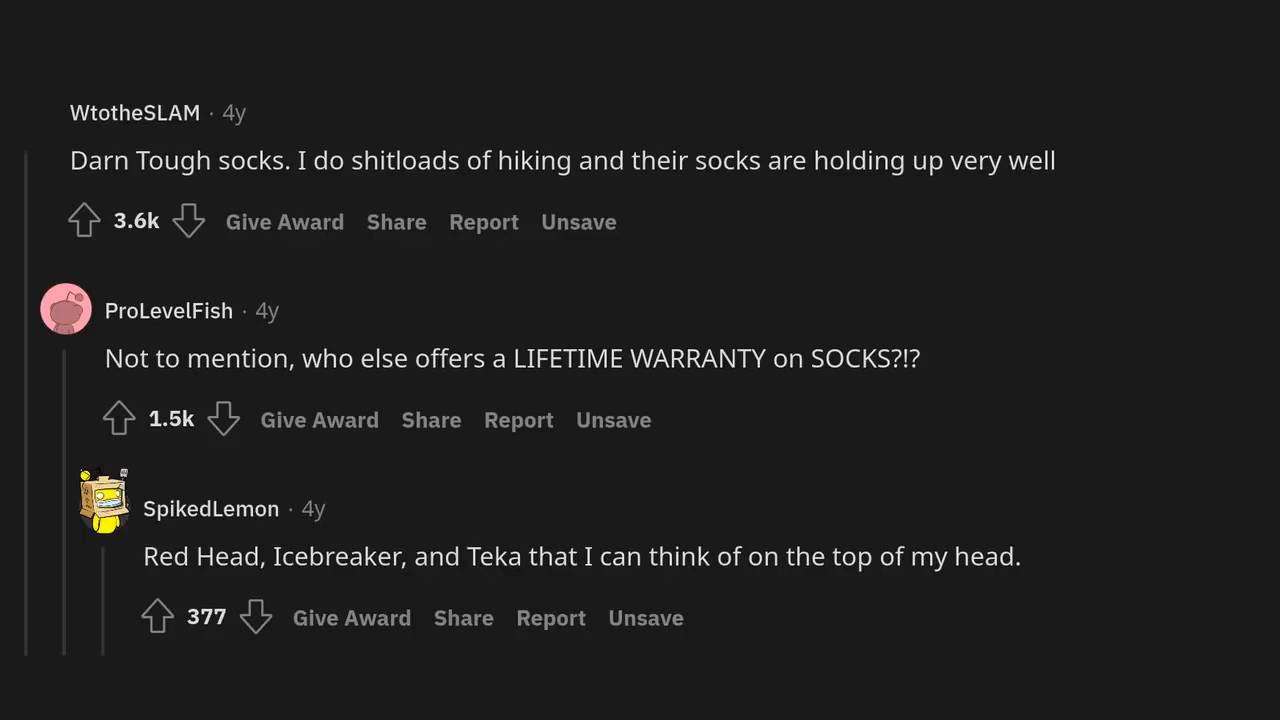 WtotheSLAM · 4y
Darn Tough socks. I do shitloads of hiking and their socks are holding up very well
3.6k Give Award Share Report Unsave
ProLevelFish · 4y
Not to mention, who else offers a LIFETIME WARRANTY on SOCKS?!?
1.5k Give Award Share Report Unsave
SpikedLemon · 4y
Red Head, Icebreaker, and Teka that I can think of on the top of my head.
377 Give Award Share Report Unsave